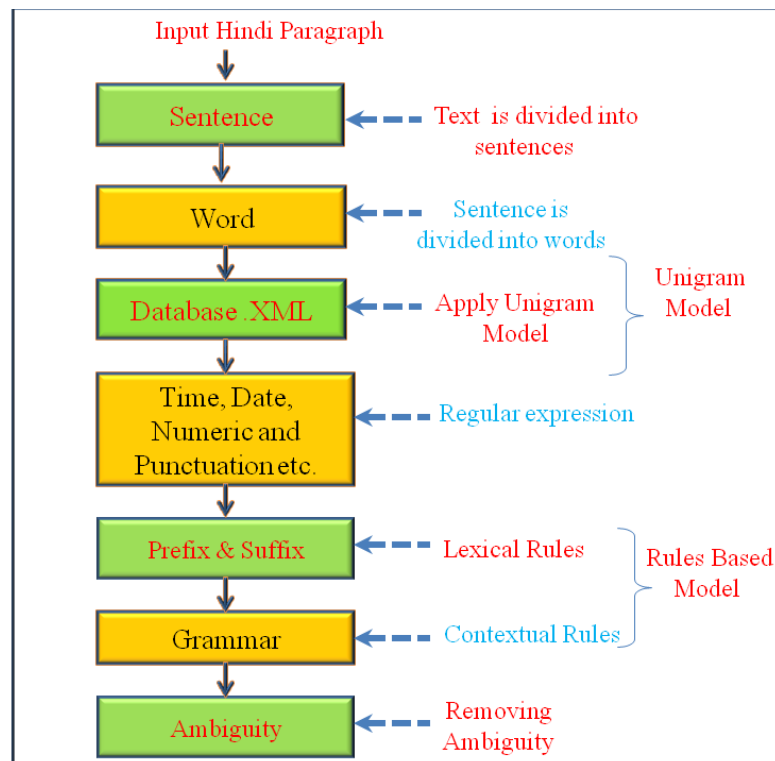 Input Hindi Paragraph
Sentence
Text is divided into
sentences
Word
Sentence is
divided into words
Database .XML
Apply Unigram
Model
Unigram
Model
Time, Date,
Numeric and
Punctuation etc.
Regular expression
Prefix & Suffix
Lexical Rules
Rules Based
Model
Grammar
Contextual Rules
Ambiguity
Removing
Ambiguity